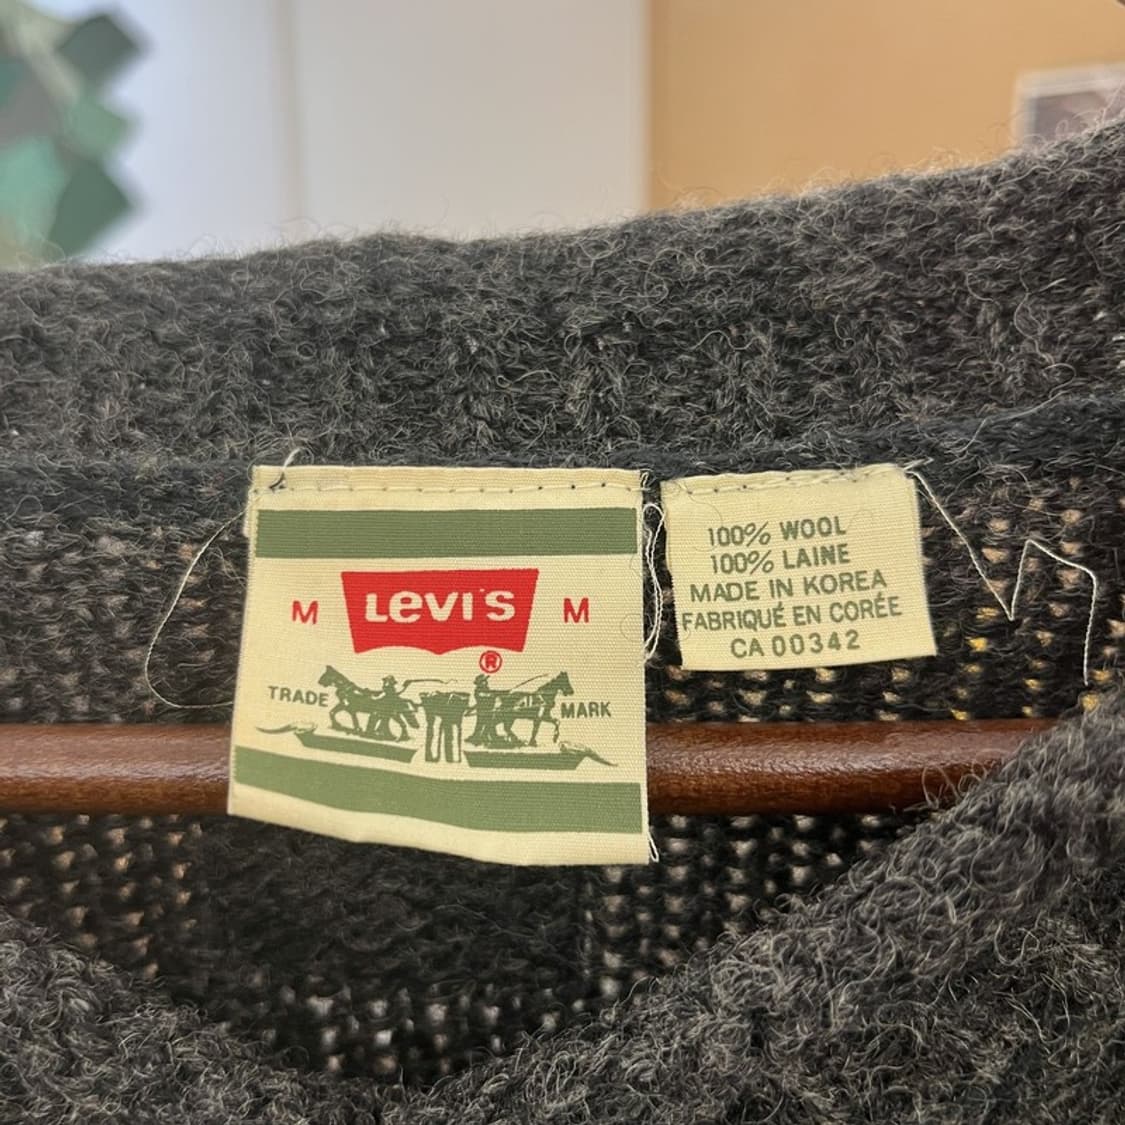 M LEVI'S M
®
TRADE MARK
100% WOOL
100% LAINE
MADE IN KOREA
FABRIQUÉ EN CORÉE
CA 00342